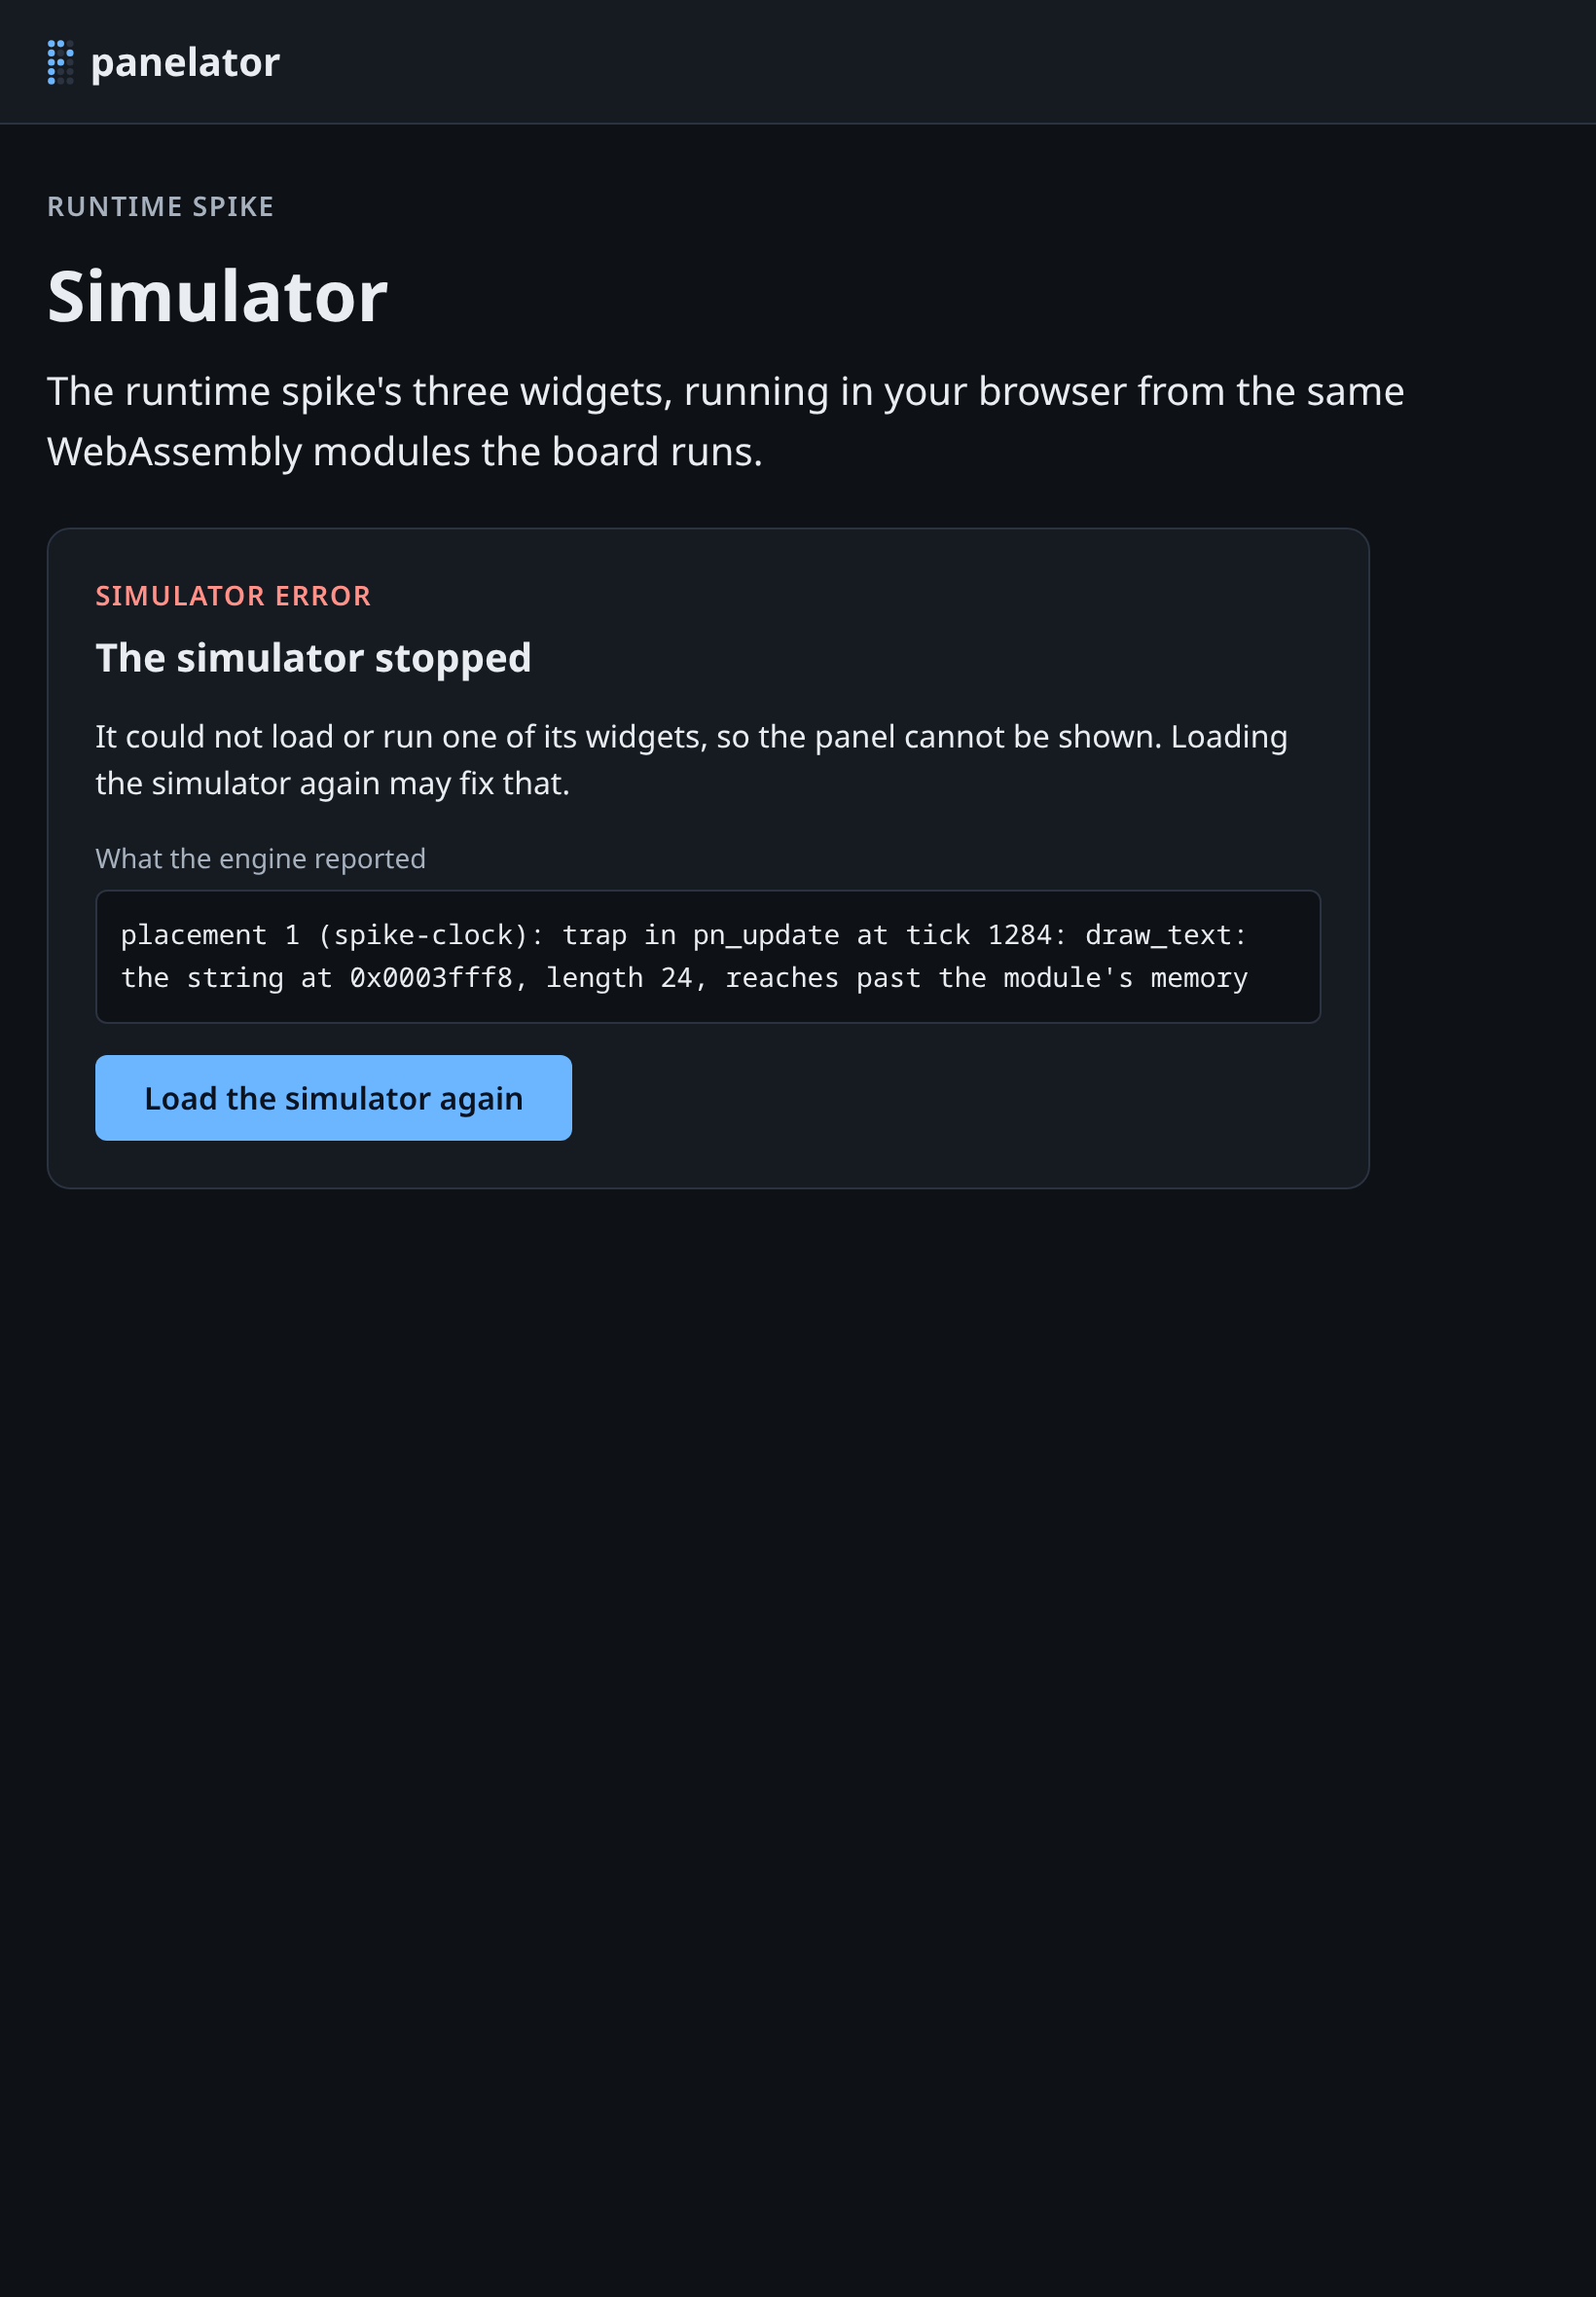 panelator
RUNTIME SPIKE
Simulator
The runtime spike's three widgets, running in your browser from the same
WebAssembly modules the board runs.
SIMULATOR ERROR
The simulator stopped
It could not load or run one of its widgets, so the panel cannot be shown. Loading
the simulator again may fix that.
What the engine reported
placement 1 (spike-clock): trap in pn_update at tick 1284: draw_text:
the string at 0x0003fff8, length 24, reaches past the module's memory
Load the simulator again